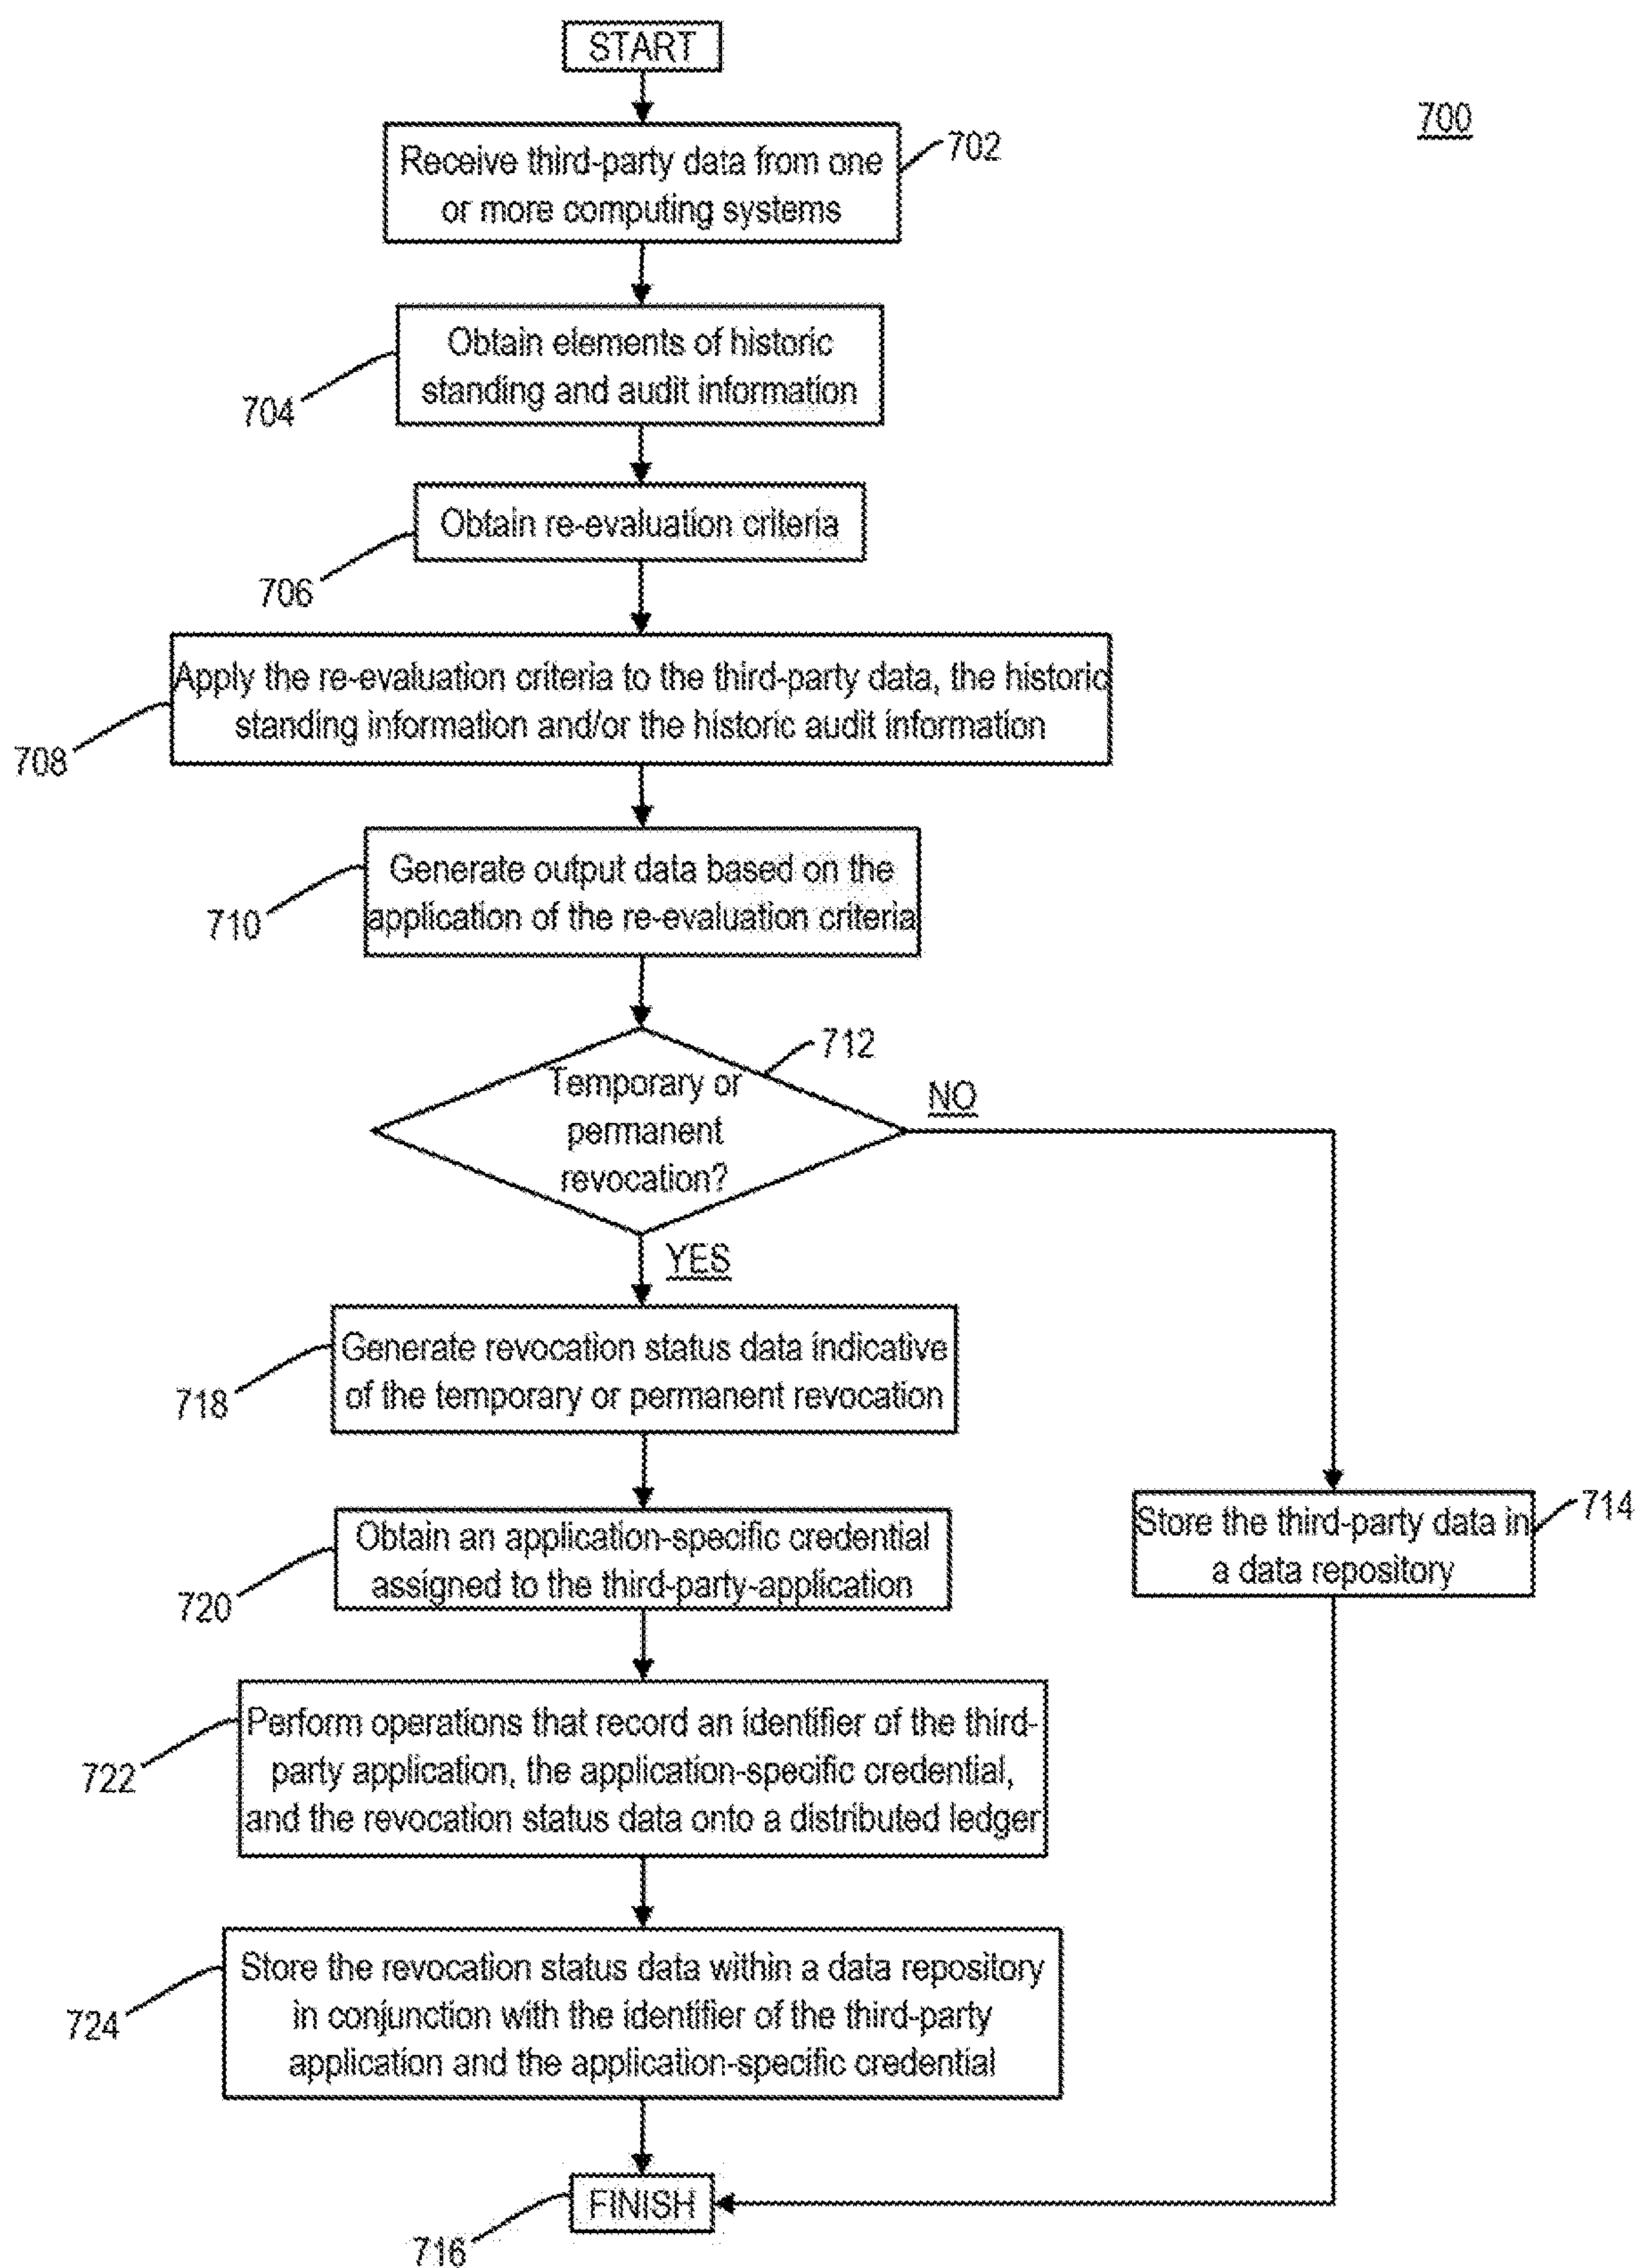 START
700
702
Receive third-party data from one
or more computing systems
Obtain elements of historic
standing and audit information
704
Obtain re-evaluation criteria
706
Apply the re-evaluation criteria to the third-party data, the historic
standing information and/or the historic audit information
708
Generate output data based on the
application of the re-evaluation criteria
710
712
Temporary or
permanent
revocation?
NO
YES
Generate revocation status data indicative
of the temporary or permanent revocation
718
Obtain an application-specific credential
assigned to the third-party-application
720
Store the third-party data in
a data repository
714
Perform operations that record an identifier of the third-
party application, the application-specific credential,
and the revocation status data onto a distributed ledger
722
Store the revocation status data within a data repository
in conjunction with the identifier of the third-party
application and the application-specific credential
724
FINISH
716